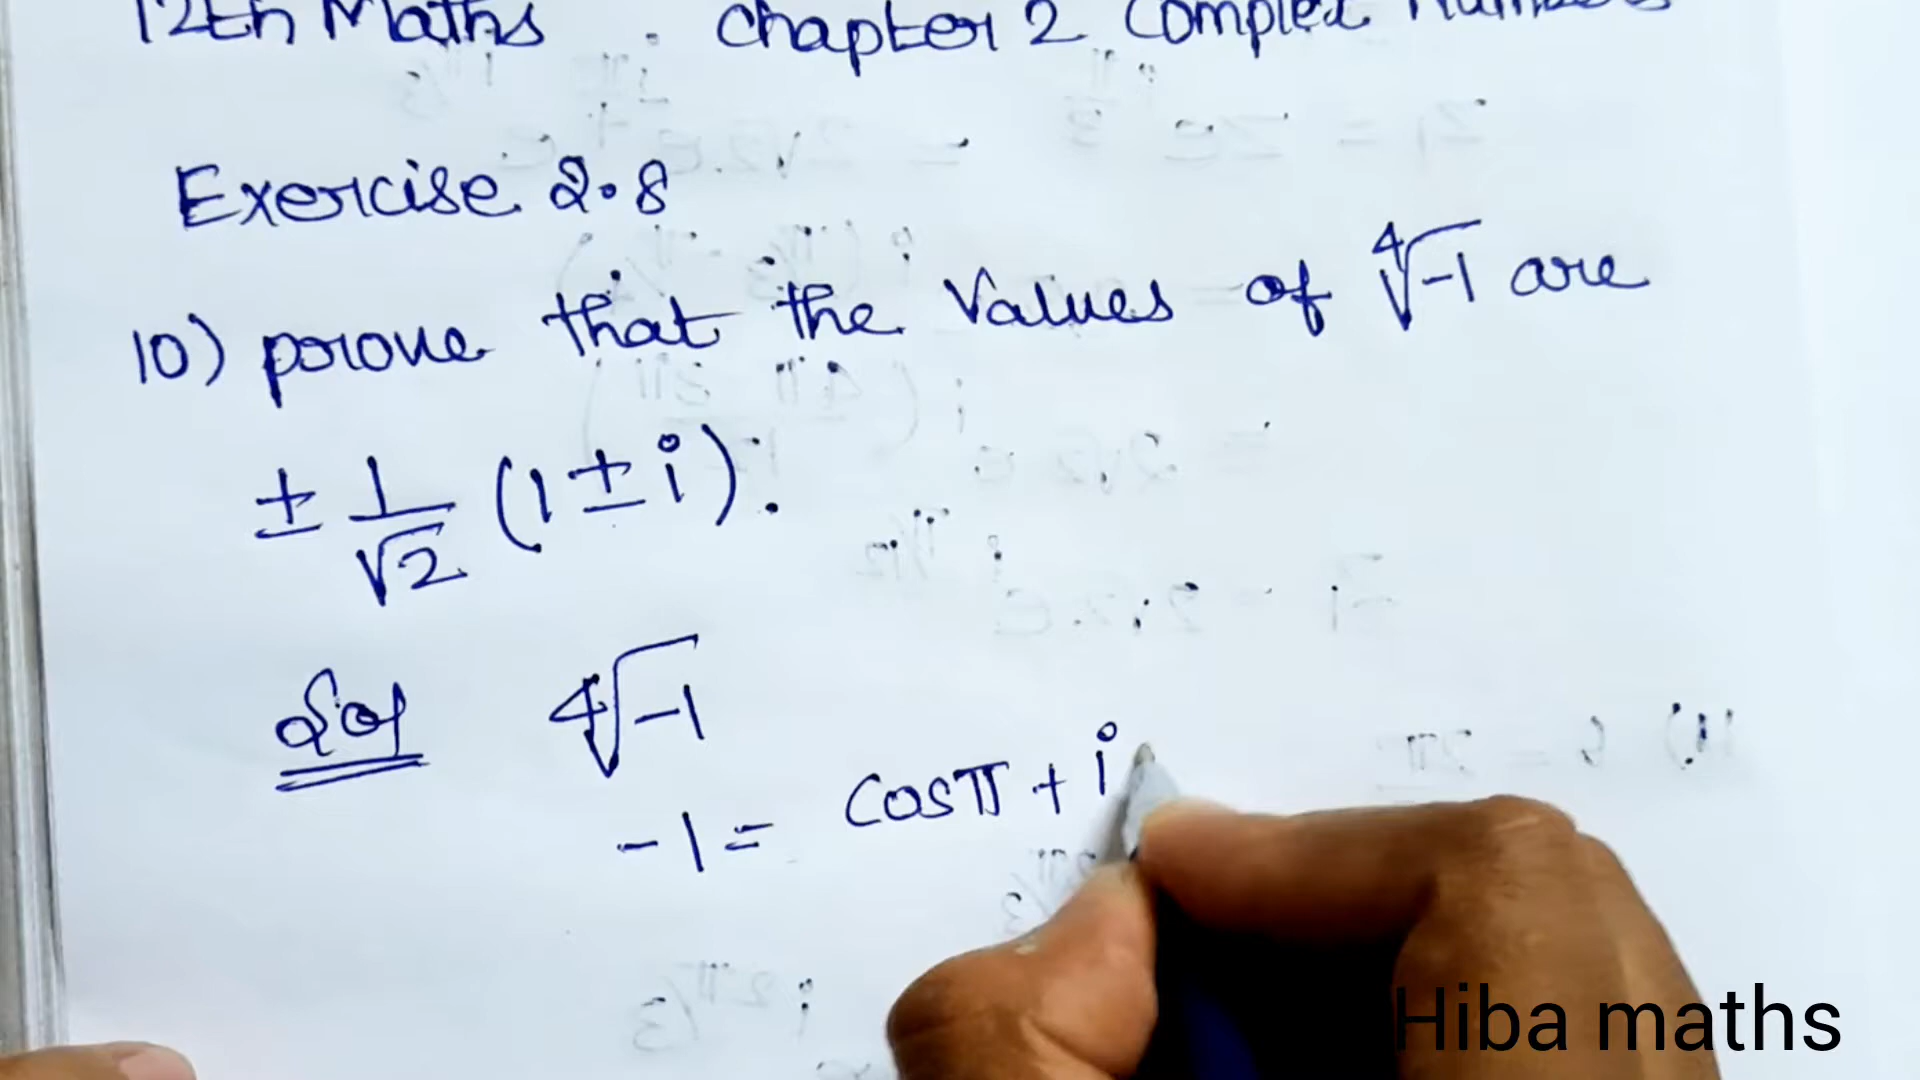 12th Maths . Chapter 2 Complex Numbers
Exercise 2.8
10) prove that the Values of ∜-1 are
± 1/√2 (1 ± i).
Sol ∜-1
-1 = Cosπ + i
Hiba maths